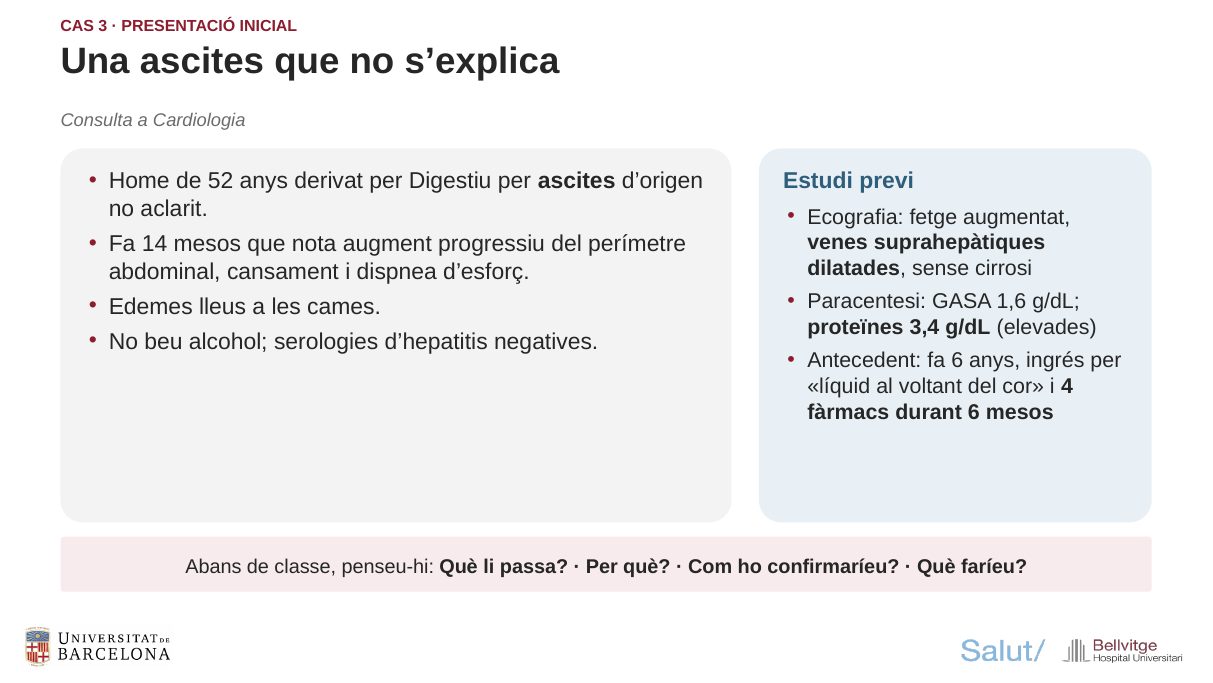 CAS 3 · PRESENTACIÓ INICIAL
Una ascites que no s’explica
Consulta a Cardiologia
• Home de 52 anys derivat per Digestiu per ascites d’origen
no aclarit.
• Fa 14 mesos que nota augment progressiu del perímetre
abdominal, cansament i dispnea d’esforç.
• Edemes lleus a les cames.
• No beu alcohol; serologies d’hepatitis negatives.
Estudi previ
• Ecografia: fetge augmentat,
venes suprahepàtiques
dilatades, sense cirrosi
• Paracentesi: GASA 1,6 g/dL;
proteïnes 3,4 g/dL (elevades)
• Antecedent: fa 6 anys, ingrés per
«líquid al voltant del cor» i 4
fàrmacs durant 6 mesos
Abans de classe, penseu-hi: Què li passa? · Per què? · Com ho confirmaríeu? · Què faríeu?
UNIVERSITAT DE
BARCELONA
Salut/
Bellvitge
Hospital Universitari